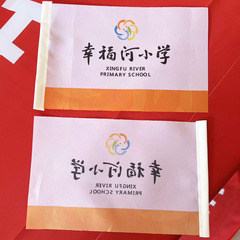 幸福河小学
XINGFU RIVER
PRIMARY SCHOOL
幸福河小学
XINGFU RIVER
PRIMARY SCHOOL